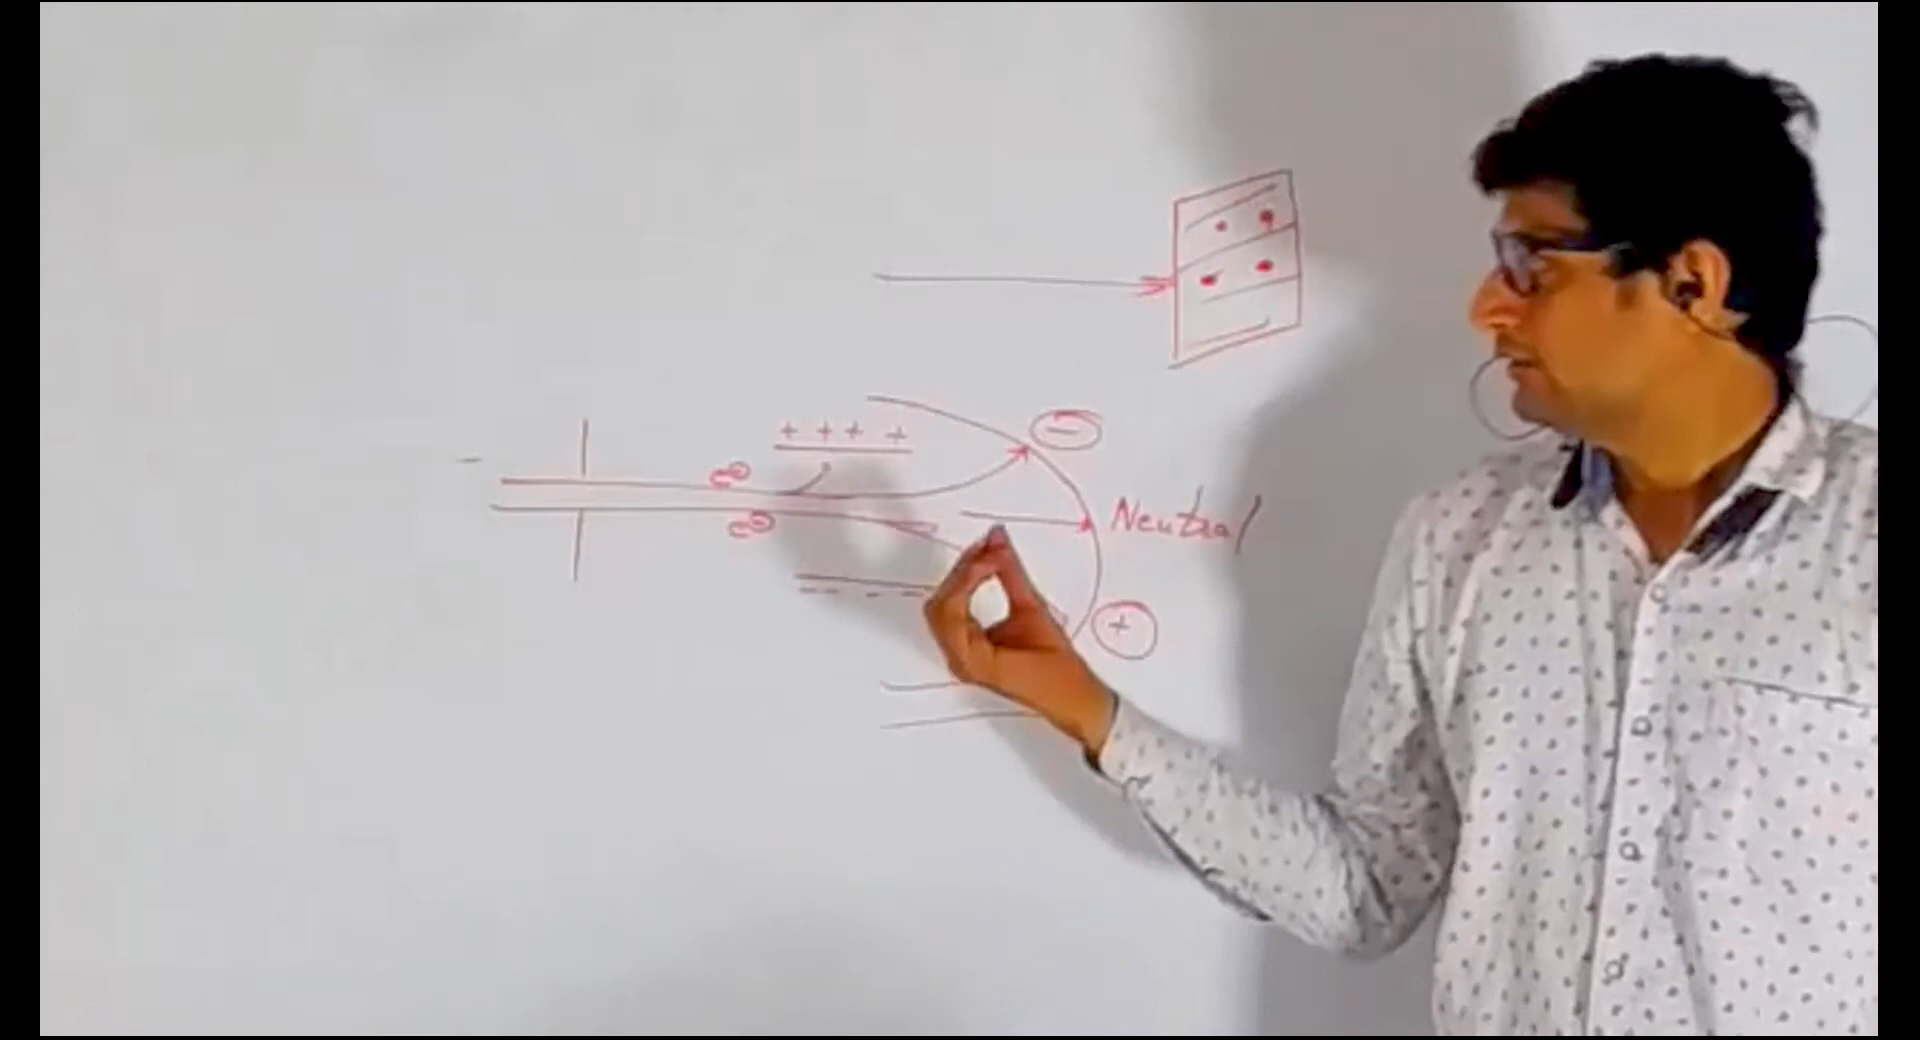 + + + +
−
e⊖
e⊖
Neutral
- - - -
+